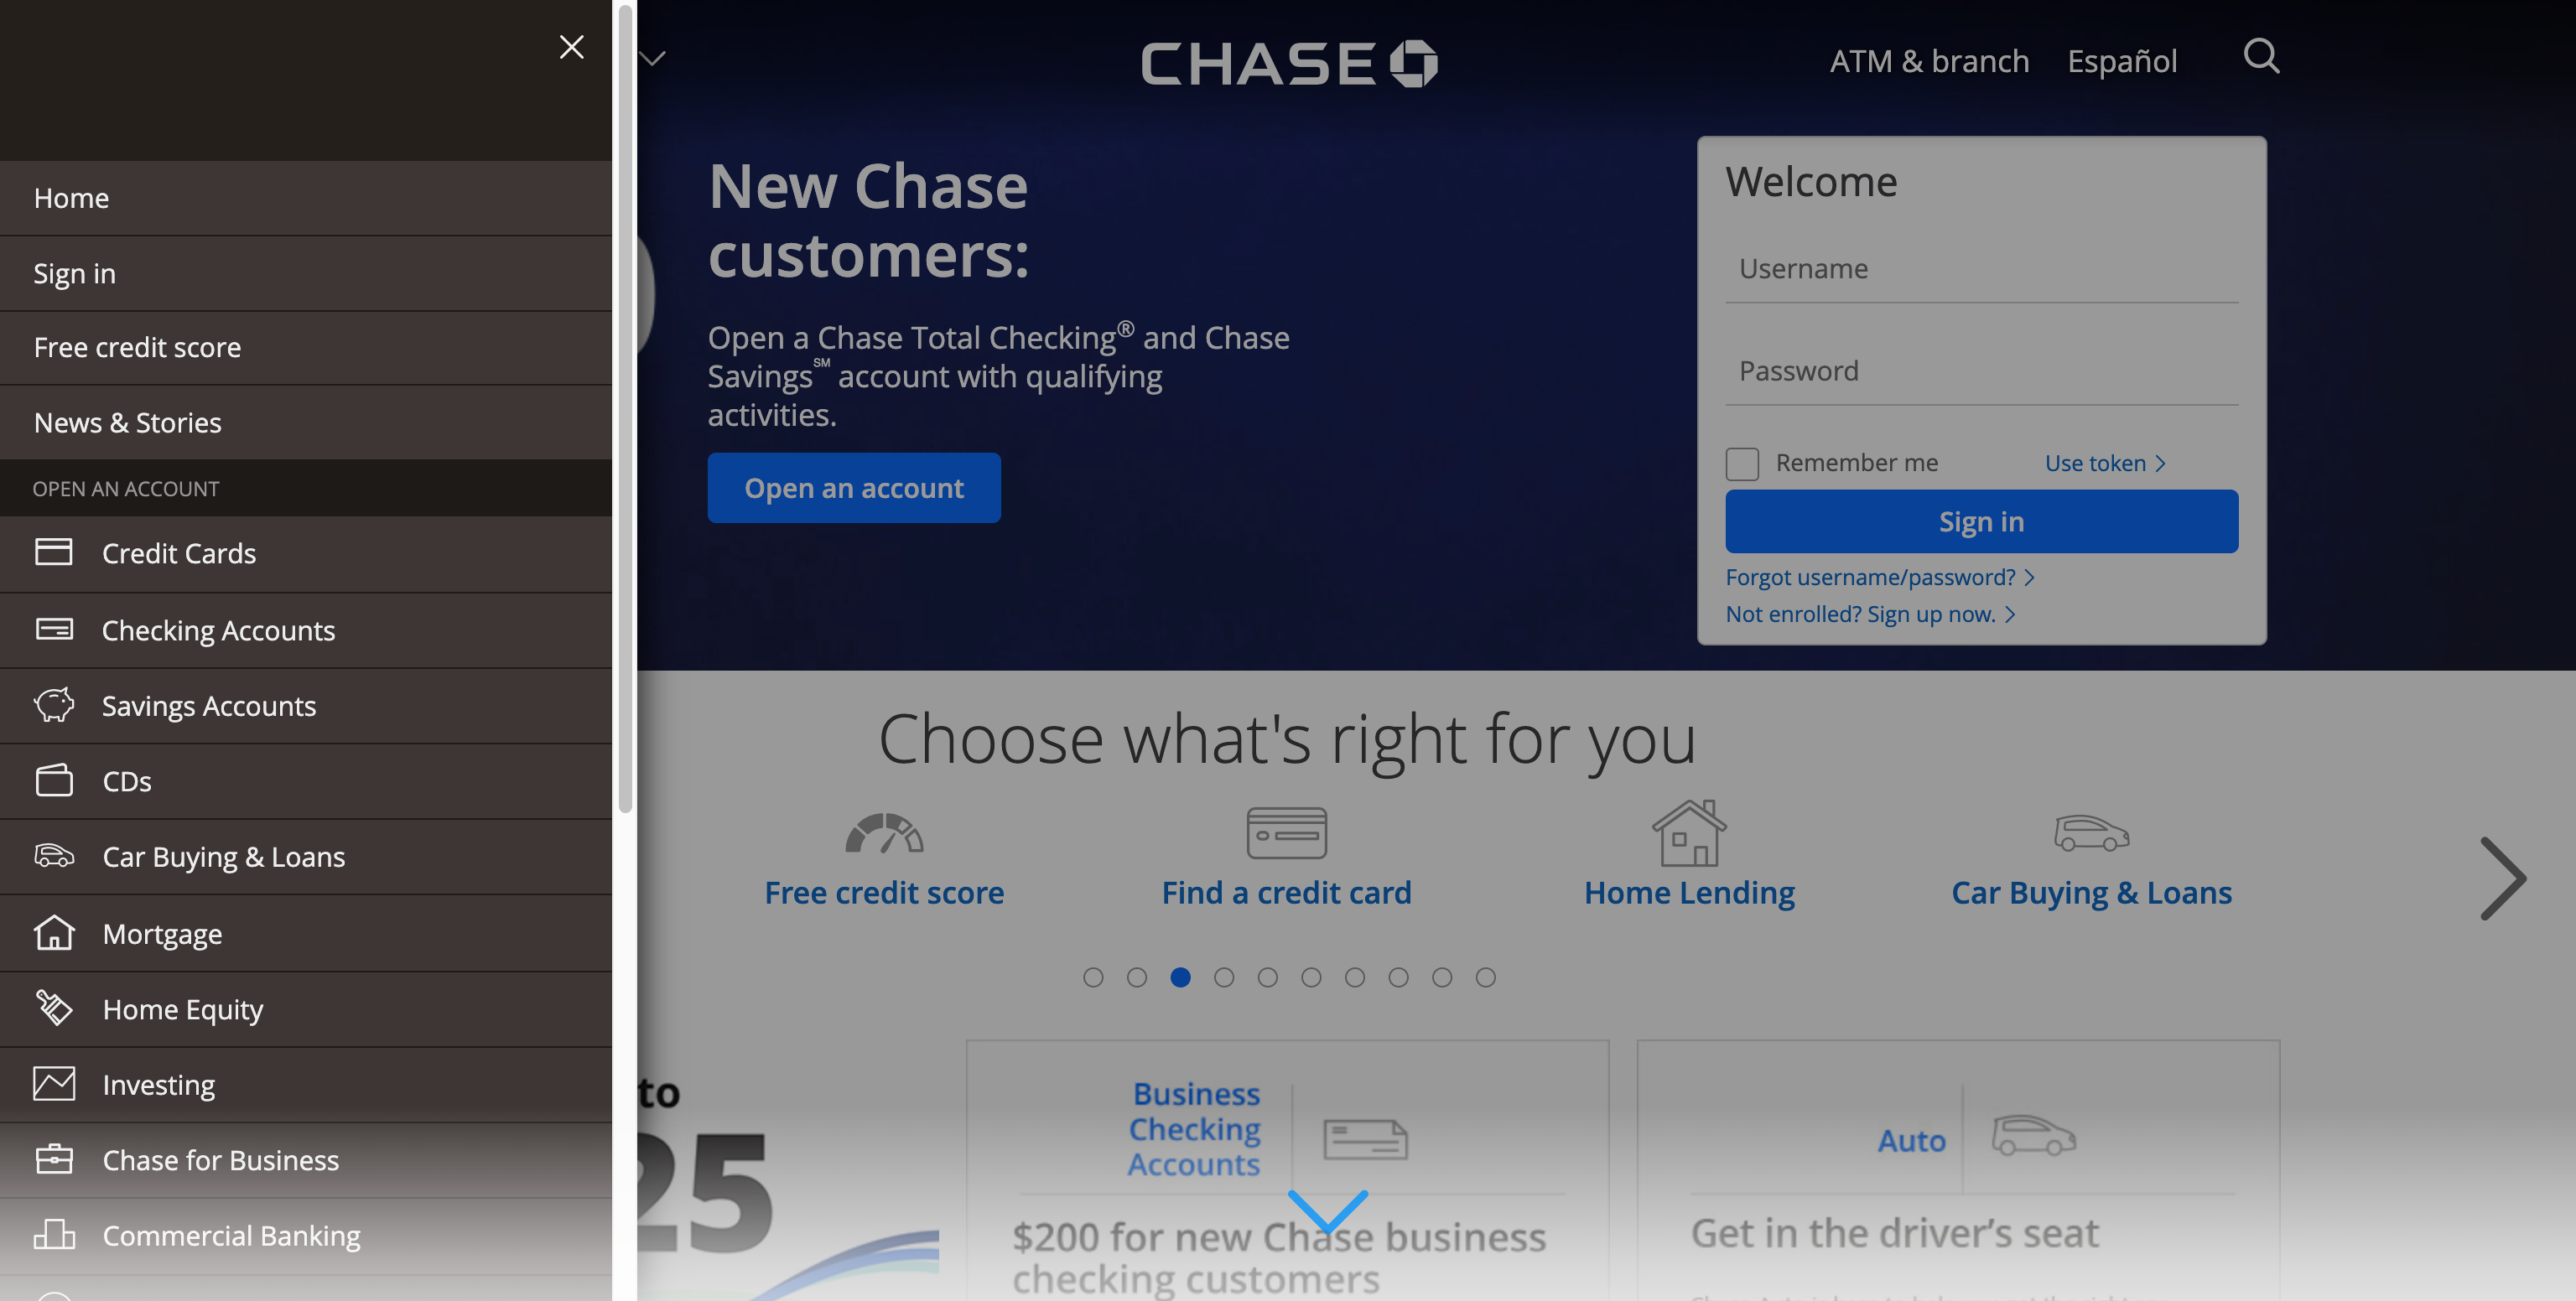 Home
Sign in
Free credit score
News & Stories
OPEN AN ACCOUNT
Credit Cards
Checking Accounts
Savings Accounts
CDs
Car Buying & Loans
Mortgage
Home Equity
Investing
Chase for Business
Commercial Banking
CHASE
ATM & branch
Español
New Chase
customers:
Open a Chase Total Checking® and Chase
Savings℠ account with qualifying
activities.
Open an account
Welcome
Username
Password
Remember me
Use token
Sign in
Forgot username/password?
Not enrolled? Sign up now.
Choose what's right for you
Free credit score
Find a credit card
Home Lending
Car Buying & Loans
to
25
Business
Checking
Accounts
$200 for new Chase business
checking customers
Auto
Get in the driver’s seat